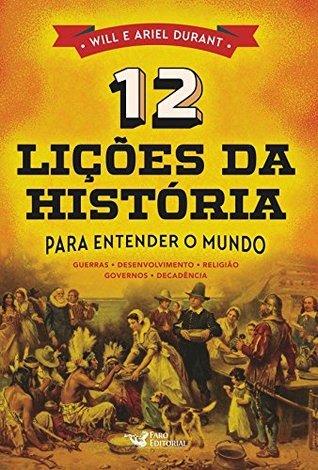 • WILL E ARIEL DURANT •
12
LIÇÕES DA
HISTÓRIA
PARA ENTENDER O MUNDO
GUERRAS • DESENVOLVIMENTO • RELIGIÃO
GOVERNOS • DECADÊNCIA
FARO
EDITORIAL